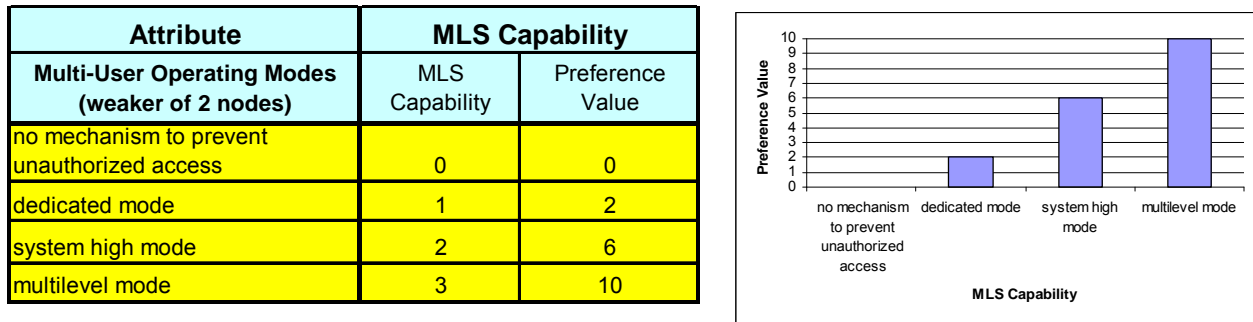 Attribute MLS Capability
Multi-User Operating Modes
(weaker of 2 nodes)
MLS
Capability
Preference
Value
no mechanism to prevent
unauthorized access 0 0
dedicated mode 1 2
system high mode 2 6
multilevel mode 3 10
Preference Value
10
9
8
7
6
5
4
3
2
1
0
no mechanism
to prevent
unauthorized
access
dedicated mode
system high
mode
multilevel mode
MLS Capability